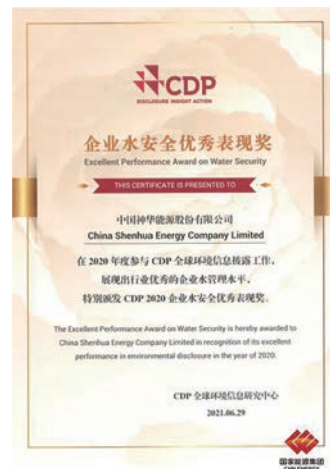 CDP
DISCLOSURE INSIGHT ACTION
企业水安全优秀表现奖
Excellent Performance Award on Water Security
THIS CERTIFICATE IS PRESENTED TO
中国神华能源股份有限公司
China Shenhua Energy Company Limited
在 2020 年度参与 CDP 全球环境信息披露工作，
展现出行业优秀的企业水管理水平，
特别颁发 CDP 2020 企业水安全优秀表现奖。
The Excellent Performance Award on Water Security is hereby awarded to
China Shenhua Energy Company Limited in recognition of its excellent
performance in environmental disclosure in the year of 2020.
CDP 全球环境信息研究中心
2021.06.29
国家能源集团
CHN ENERGY